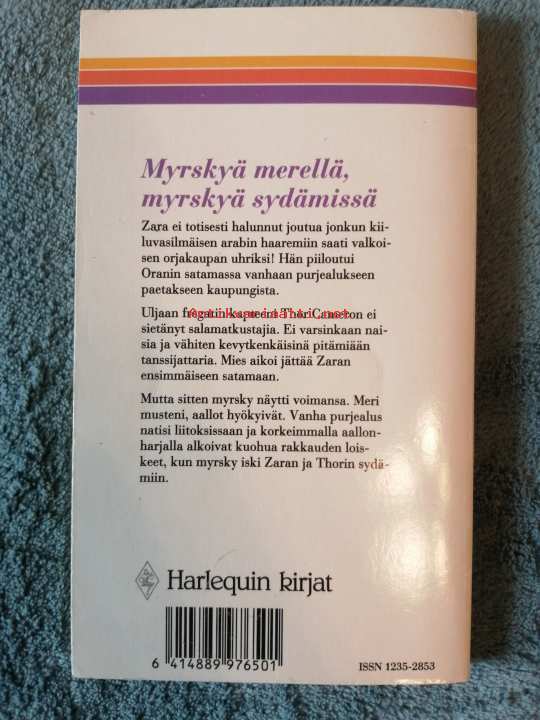 Myrskyä merellä,
myrskyä sydämissä
Zara ei totisesti halunnut joutua jonkun kii-
luvasilmäisen arabin haaremiin saati valkoi-
sen orjakaupan uhriksi! Hän piiloutui
Oranin satamassa vanhaan purjealukseen
paetakseen kaupungista.
Uljaan fregatin kapteeni Thor Cameron ei
sietänyt salamatkustajia. Ei varsinkaan nai-
sia ja vähiten kevytkenkäisinä pitämiään
tanssijattaria. Mies aikoi jättää Zaran
ensimmäiseen satamaan.
Mutta sitten myrsky näytti voimansa. Meri
musteni, aallot hyökyivät. Vanha purjealus
natisi liitoksissaan ja korkeimmalla aallon-
harjalla alkoivat kuohua rakkauden lois-
keet, kun myrsky iski Zaran ja Thorin sydä-
miin.
Harlequin kirjat
6 414889 976501
ISSN 1235-2853